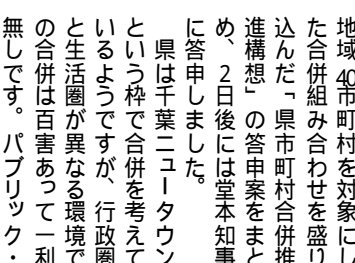 地域40市町村を対象にし
た合併組み合わせを盛り
込んだ「県市町村合併推
進構想」の答申案をまと
め、2日後には堂本知事
に答申しました。
県は千葉ニュータウン
という枠で合併を考えて
いるようですが、行政圏
と生活圏が異なる環境で
の合併は百害あって一利
無しです。パブリック・